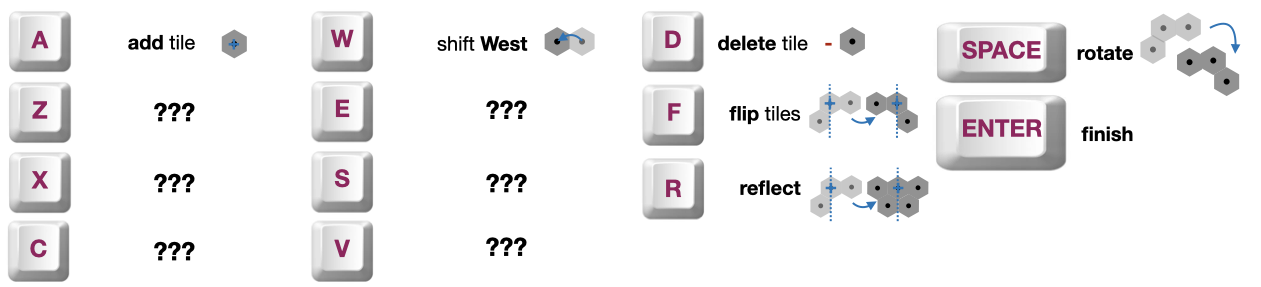 A add tile W shift West D delete tile - SPACE rotate
Z ??? E ??? F flip tiles ENTER finish
X ??? S ??? R reflect
C ??? V ???